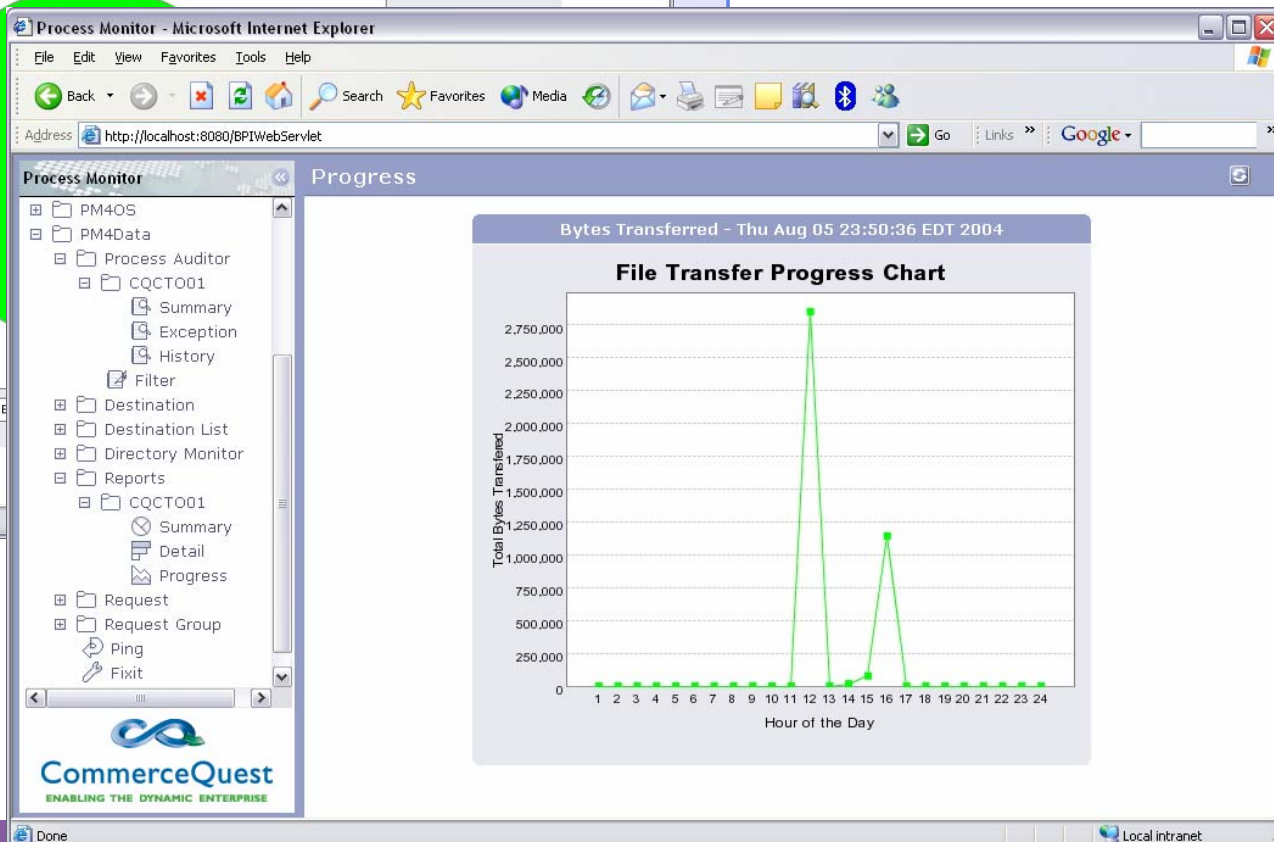 Process Monitor - Microsoft Internet Explorer
File Edit View Favorites Tools Help
Back Search Favorites Media
Address http://localhost:8080/BPIWebServlet Go Links » Google
Process Monitor
PM4OS
PM4Data
Process Auditor
CQCTO01
Summary
Exception
History
Filter
Destination
Destination List
Directory Monitor
Reports
CQCTO01
Summary
Detail
Progress
Request
Request Group
Ping
Fixit
CommerceQuest
ENABLING THE DYNAMIC ENTERPRISE
Progress
Bytes Transferred - Thu Aug 05 23:50:36 EDT 2004
File Transfer Progress Chart
Total Bytes Transferred
2,750,000
2,500,000
2,250,000
2,000,000
1,750,000
1,500,000
1,250,000
1,000,000
750,000
500,000
250,000
0
1 2 3 4 5 6 7 8 9 10 11 12 13 14 15 16 17 18 19 20 21 22 23 24
Hour of the Day
Done Local intranet